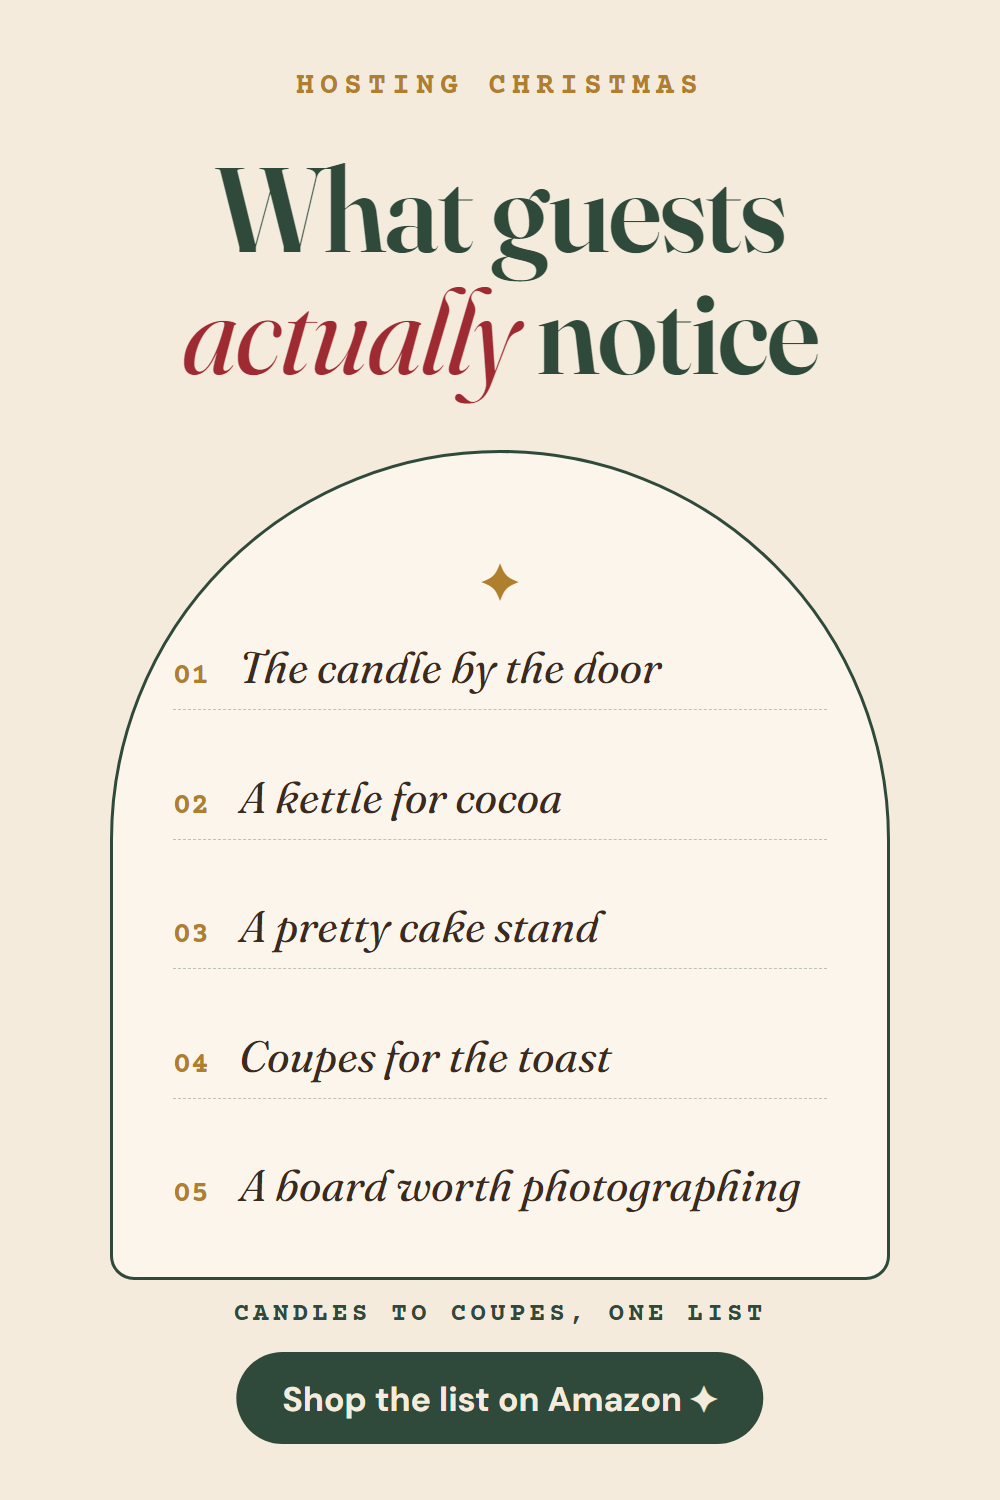 HOSTING CHRISTMAS
What guests
actually notice
01 The candle by the door
02 A kettle for cocoa
03 A pretty cake stand
04 Coupes for the toast
05 A board worth photographing
CANDLES TO COUPES, ONE LIST
Shop the list on Amazon ✦